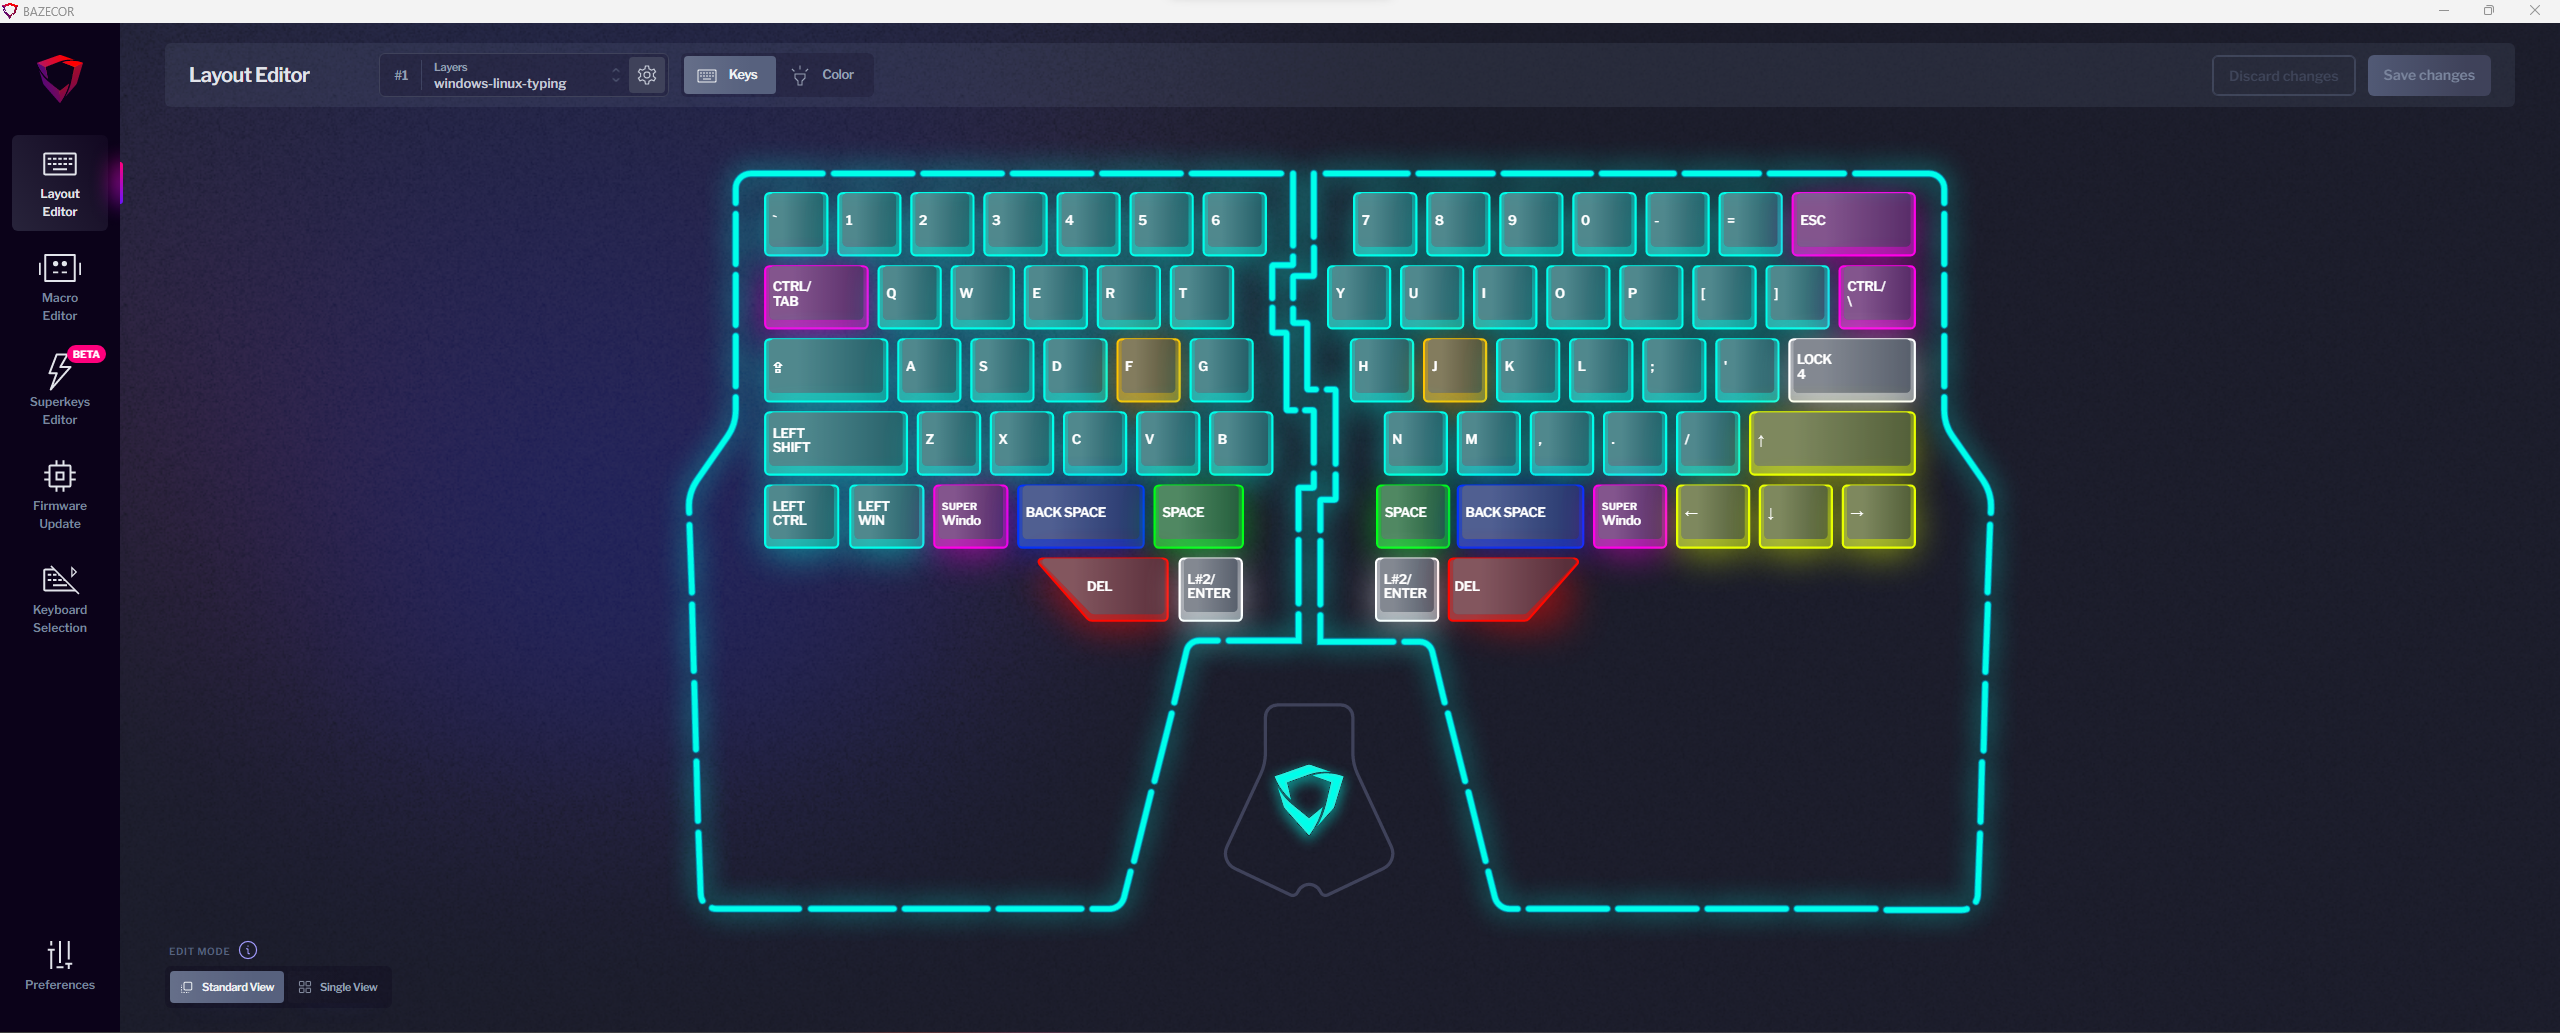 BAZECOR
Layout Editor
#1
Layers
windows-linux-typing
Keys
Color
Discard changes
Save changes
Layout
Editor
Macro
Editor
BETA
Superkeys
Editor
Firmware
Update
Keyboard
Selection
Preferences
` 1 2 3 4 5 6 7 8 9 0 - = ESC
CTRL/
TAB
Q W E R T Y U I O P [ ]
CTRL/
\
⇪ A S D F G H J K L ; '
LOCK
4
LEFT
SHIFT
Z X C V B N M , . / ↑
LEFT
CTRL
LEFT
WIN
SUPER
Windo
BACK SPACE
SPACE
SPACE
BACK SPACE
SUPER
Windo
← ↓ →
DEL
L#2/
ENTER
L#2/
ENTER
DEL
EDIT MODE i
Standard View
Single View